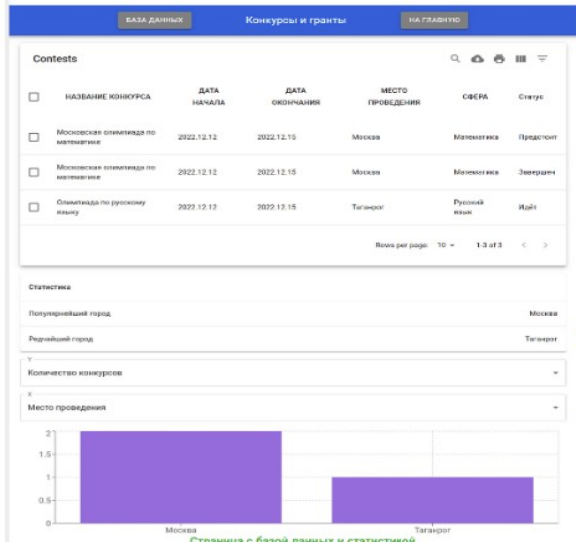 БАЗА ДАННЫХ Конкурсы и гранты НА ГЛАВНУЮ
Contests
НАЗВАНИЕ КОНКУРСА ДАТА НАЧАЛА ДАТА ОКОНЧАНИЯ МЕСТО ПРОВЕДЕНИЯ СФЕРА Статус
Московская олимпиада по математике 2022.12.12 2022.12.15 Москва Математика Предстоит
Московская олимпиада по математике 2022.12.12 2022.12.15 Москва Математика Завершен
Олимпиада по русскому языку 2022.12.12 2022.12.15 Таганрог Русский язык Идёт
Rows per page: 10 1-3 of 3
Статистика
Популярнейший город Москва
Редчайший город Таганрог
Y
Количество конкурсов
X
Место проведения
2
1.5
1
0.5
0
Москва Таганрог
Страница с базой данных и статистикой